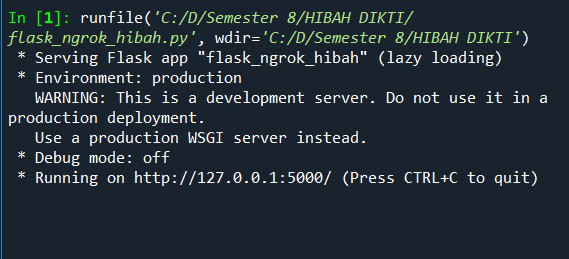 In [1]: runfile('C:/D/Semester 8/HIBAH DIKTI/
flask_ngrok_hibah.py', wdir='C:/D/Semester 8/HIBAH DIKTI')
 * Serving Flask app "flask_ngrok_hibah" (lazy loading)
 * Environment: production
   WARNING: This is a development server. Do not use it in a
production deployment.
   Use a production WSGI server instead.
 * Debug mode: off
 * Running on http://127.0.0.1:5000/ (Press CTRL+C to quit)